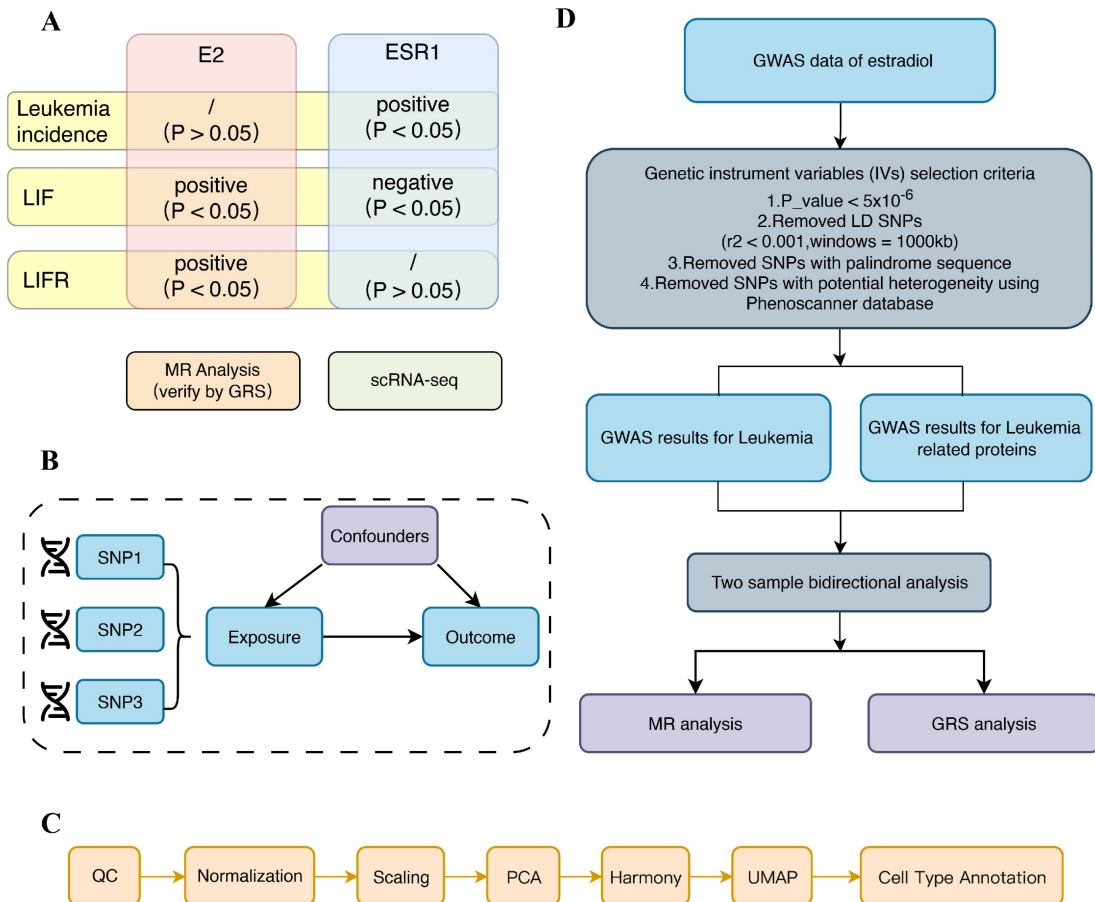 A
E2
ESR1
Leukemia
incidence
/
(P > 0.05)
positive
(P < 0.05)
LIF
positive
(P < 0.05)
negative
(P < 0.05)
LIFR
positive
(P < 0.05)
/
(P > 0.05)
MR Analysis
(verify by GRS)
scRNA-seq
B
SNP1
SNP2
SNP3
Confounders
Exposure
Outcome
C
QC
Normalization
Scaling
PCA
Harmony
UMAP
Cell Type Annotation
D
GWAS data of estradiol
Genetic instrument variables (IVs) selection criteria
1.P_value < 5x10⁻⁶
2.Removed LD SNPs
(r2 < 0.001,windows = 1000kb)
3.Removed SNPs with palindrome sequence
4.Removed SNPs with potential heterogeneity using
Phenoscanner database
GWAS results for Leukemia
GWAS results for Leukemia
related proteins
Two sample bidirectional analysis
MR analysis
GRS analysis